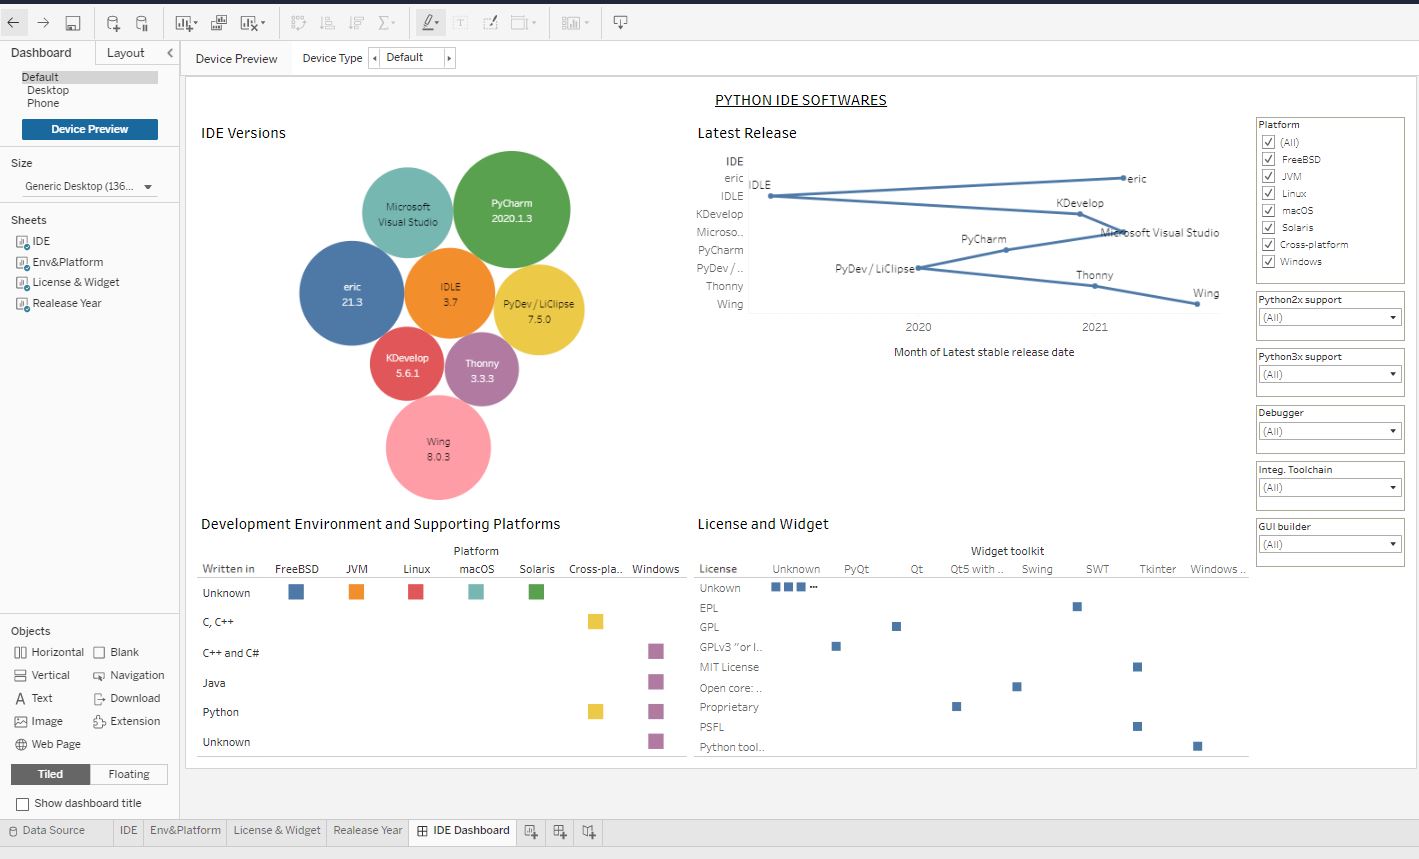 Dashboard
Layout
Default
Desktop
Phone
Device Preview
Size
Generic Desktop (136...
Sheets
IDE
Env&Platform
License & Widget
Realease Year
Objects
Horizontal
Blank
Vertical
Navigation
Text
Download
Image
Extension
Web Page
Tiled
Floating
Show dashboard title
Device Preview
Device Type
Default
PYTHON IDE SOFTWARES
IDE Versions
Microsoft
Visual Studio
PyCharm
2020.1.3
eric
21.3
IDLE
3.7
PyDev / LiClipse
7.5.0
KDevelop
5.6.1
Thonny
3.3.3
Wing
8.0.3
Latest Release
IDE
eric
IDLE
KDevelop
Microso..
PyCharm
PyDev / ..
Thonny
Wing
IDLE
eric
KDevelop
Microsoft Visual Studio
PyCharm
PyDev / LiClipse
Thonny
Wing
2020
2021
Month of Latest stable release date
Platform
(All)
FreeBSD
JVM
Linux
macOS
Solaris
Cross-platform
Windows
Python2x support
(All)
Python3x support
(All)
Debugger
(All)
Integ. Toolchain
(All)
GUI builder
(All)
Development Environment and Supporting Platforms
Platform
Written in FreeBSD JVM Linux macOS Solaris Cross-pla.. Windows
Unknown
C, C++
C++ and C#
Java
Python
Unknown
License and Widget
Widget toolkit
License Unknown PyQt Qt Qt5 with .. Swing SWT Tkinter Windows ..
Unkown
EPL
GPL
GPLv3 "or l..
MIT License
Open core: ..
Proprietary
PSFL
Python tool..
Data Source
IDE
Env&Platform
License & Widget
Realease Year
IDE Dashboard